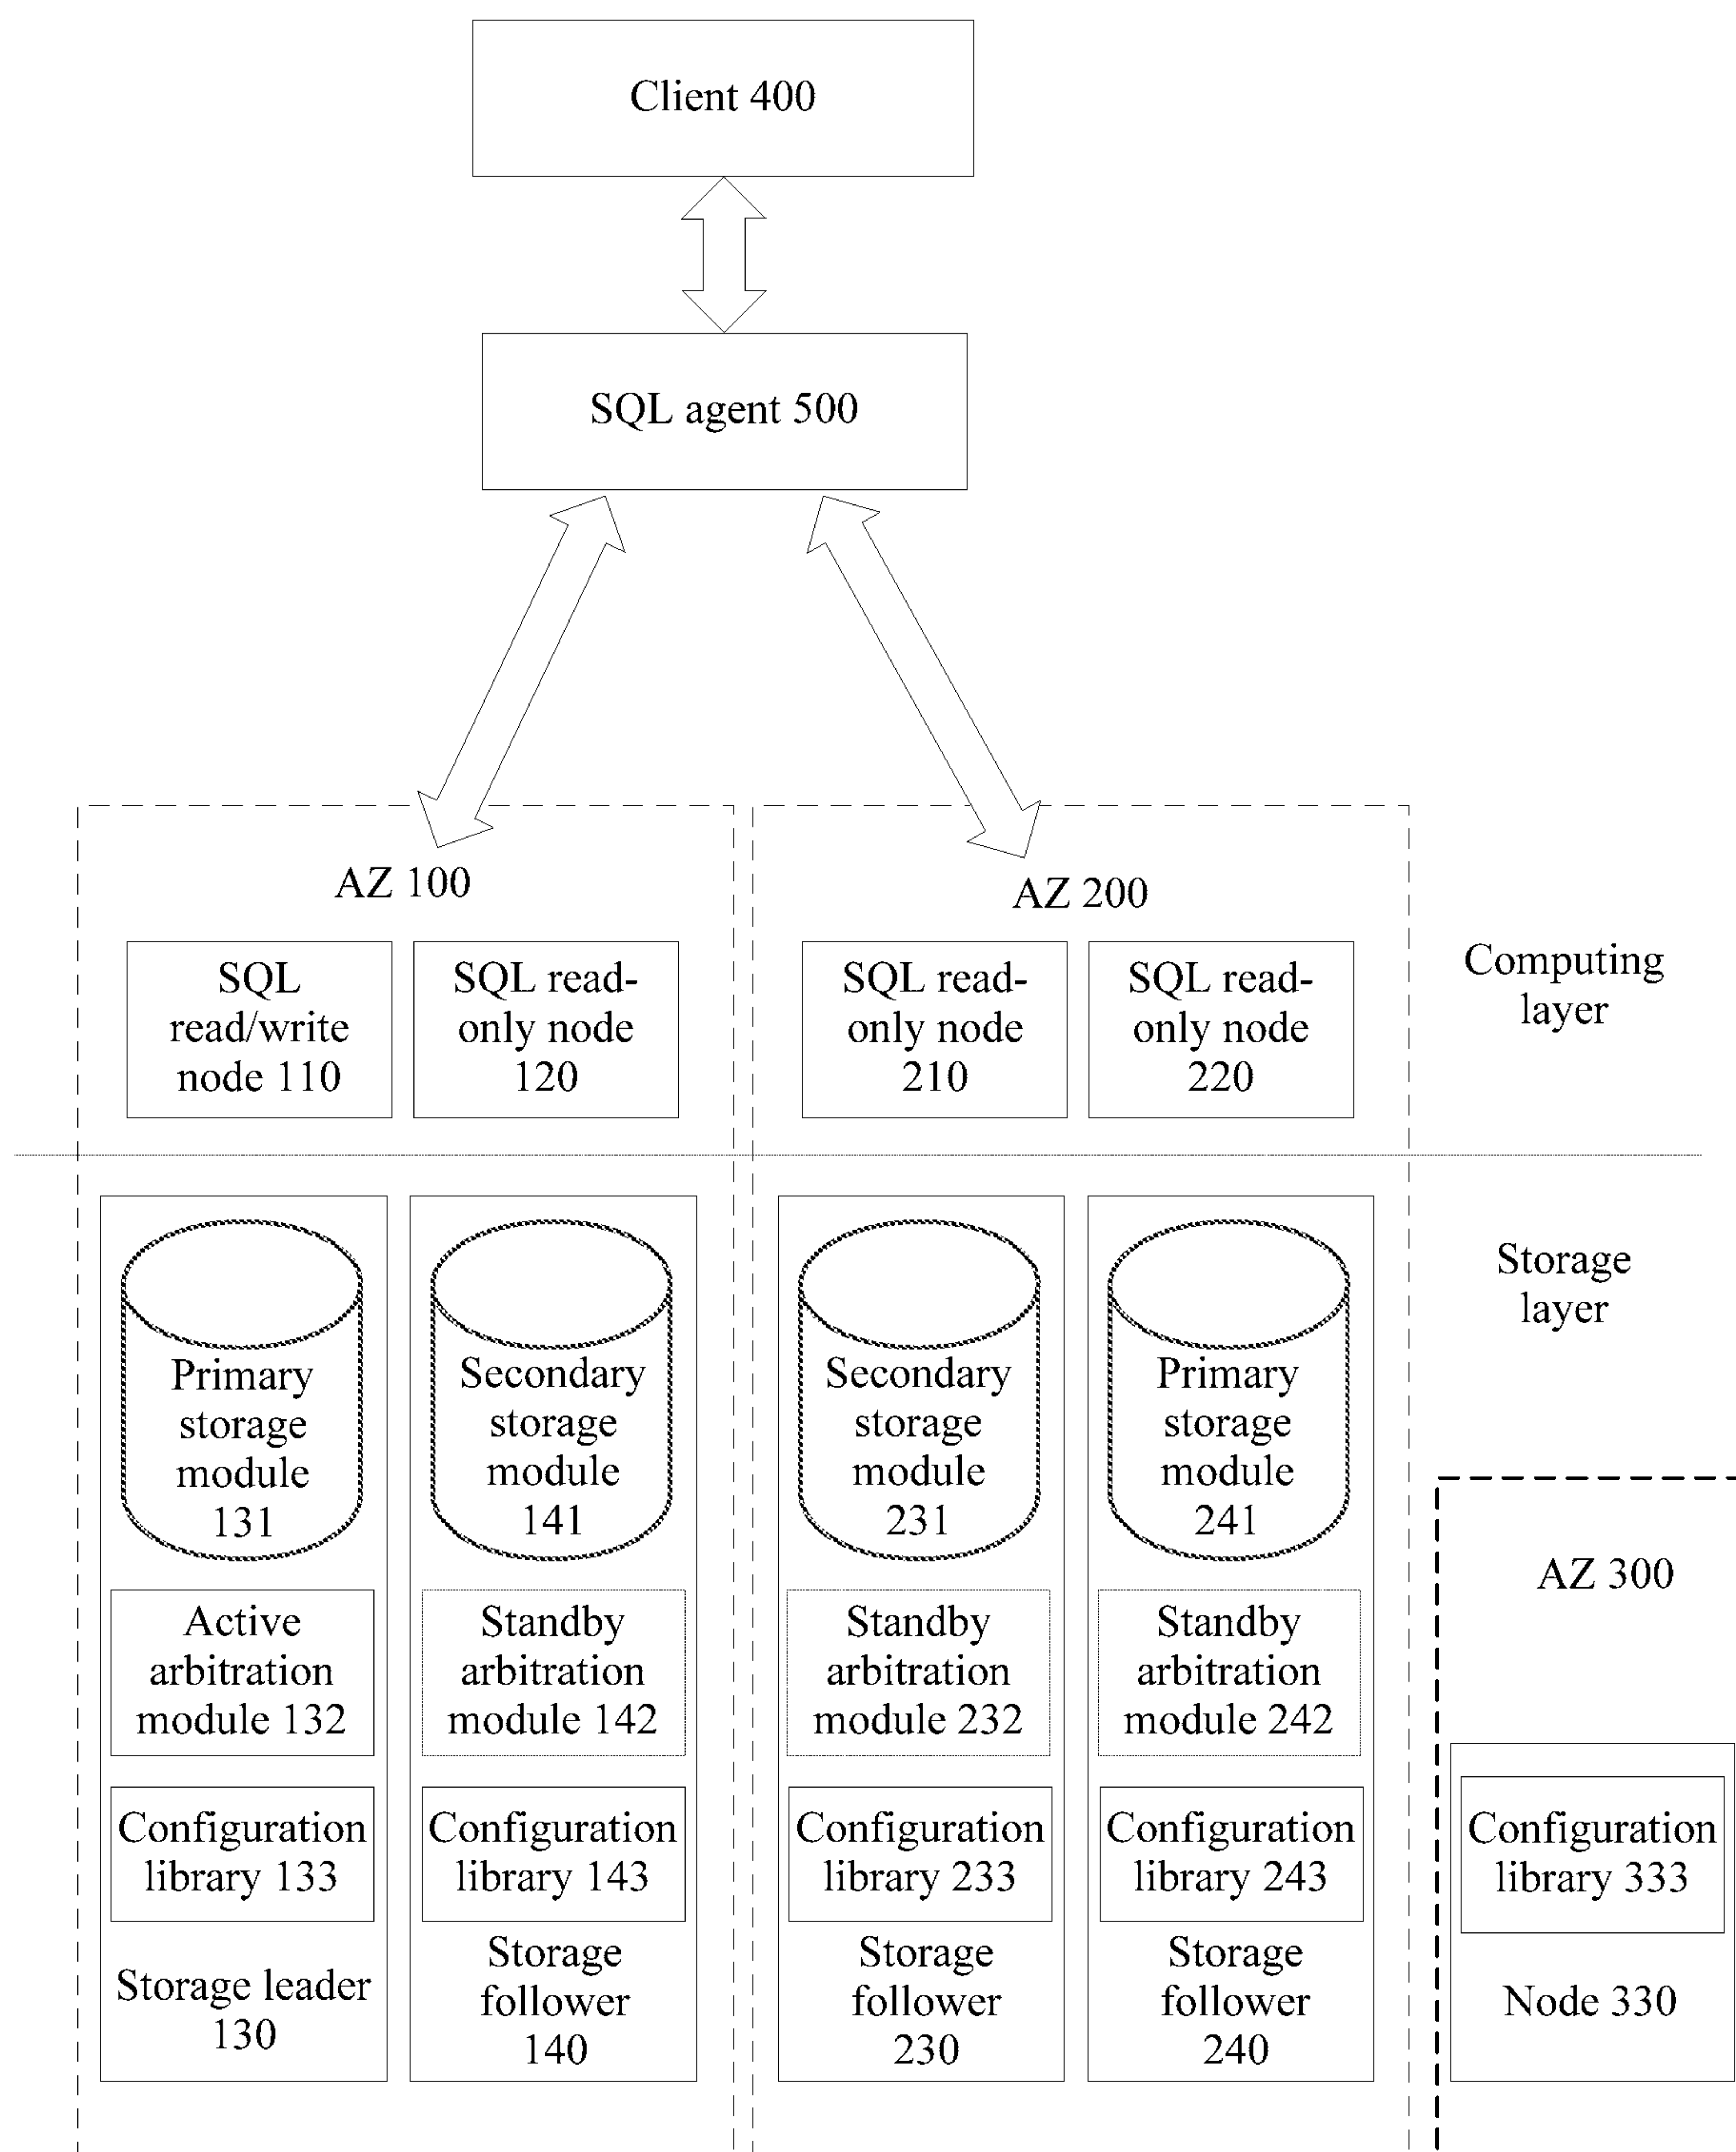 Client 400
SQL agent 500
AZ 100
AZ 200
SQL
read/write
node 110
SQL read-
only node
120
SQL read-
only node
210
SQL read-
only node
220
Computing
layer
Storage
layer
Primary
storage
module
131
Secondary
storage
module
141
Secondary
storage
module
231
Primary
storage
module
241
AZ 300
Active
arbitration
module 132
Standby
arbitration
module 142
Standby
arbitration
module 232
Standby
arbitration
module 242
Configuration
library 133
Configuration
library 143
Configuration
library 233
Configuration
library 243
Configuration
library 333
Storage leader
130
Storage
follower
140
Storage
follower
230
Storage
follower
240
Node 330